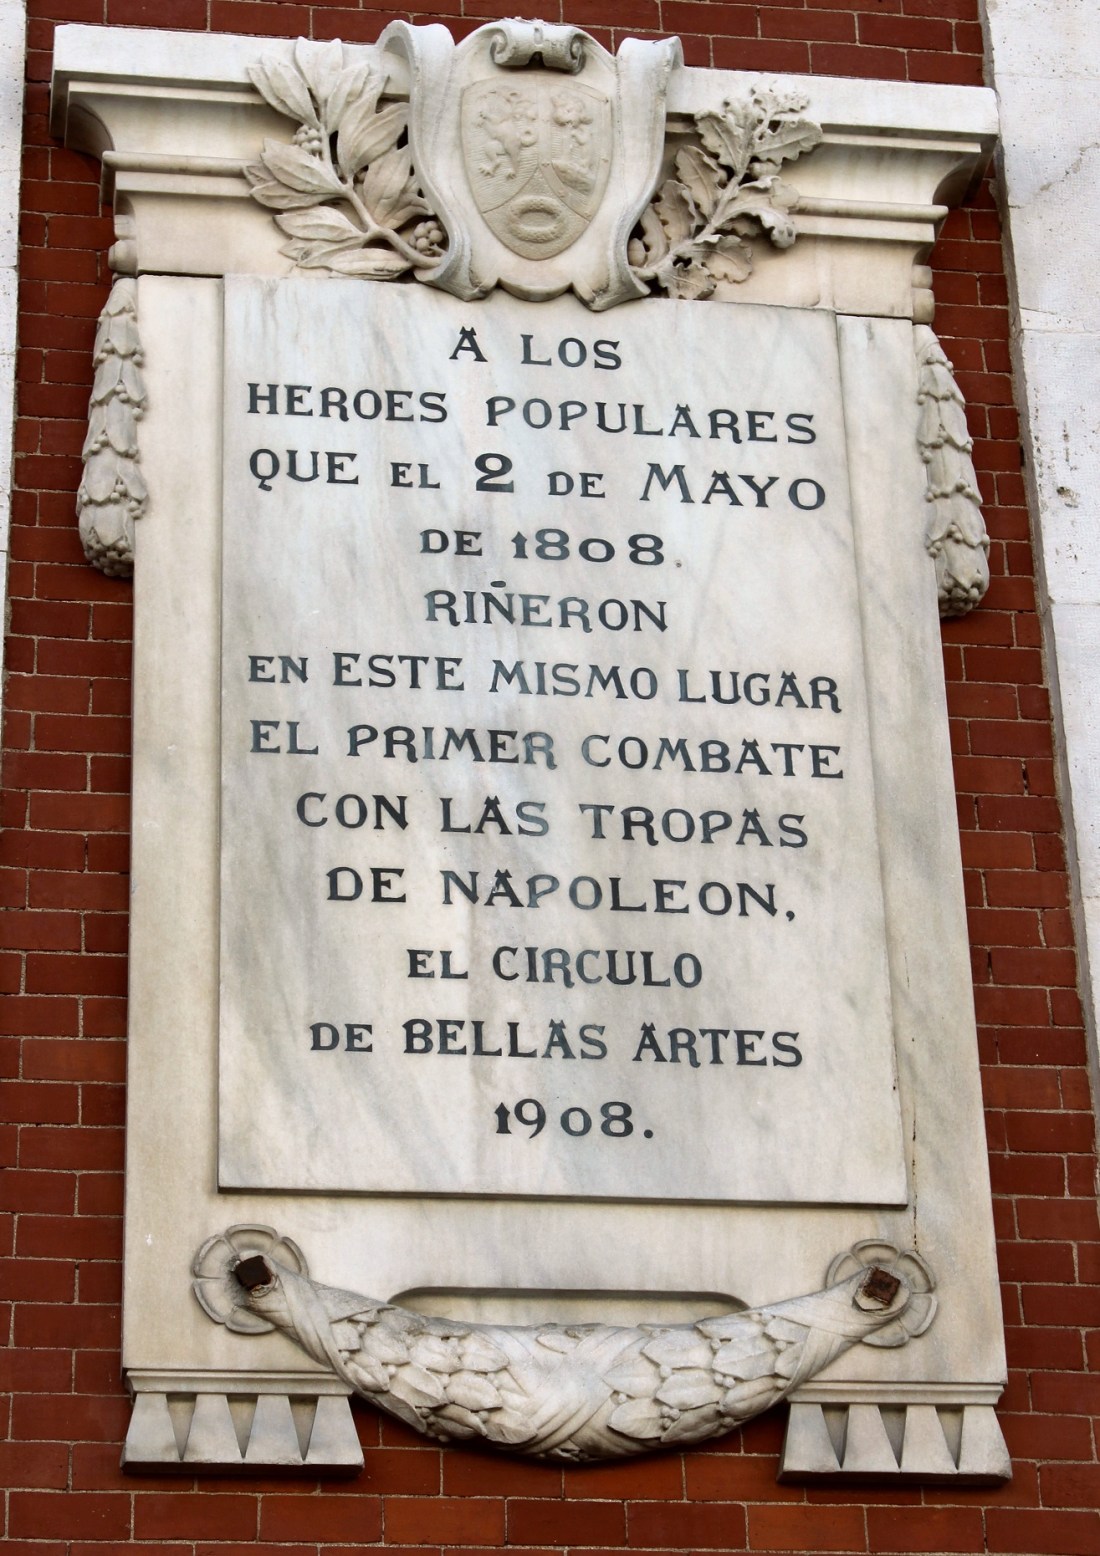 A LOS
HEROES POPULARES
QUE EL 2 DE MAYO
DE 1808.
RIÑERON
EN ESTE MISMO LUGAR
EL PRIMER COMBATE
CON LAS TROPAS
DE NAPOLEON,
EL CIRCULO
DE BELLAS ARTES
1908.